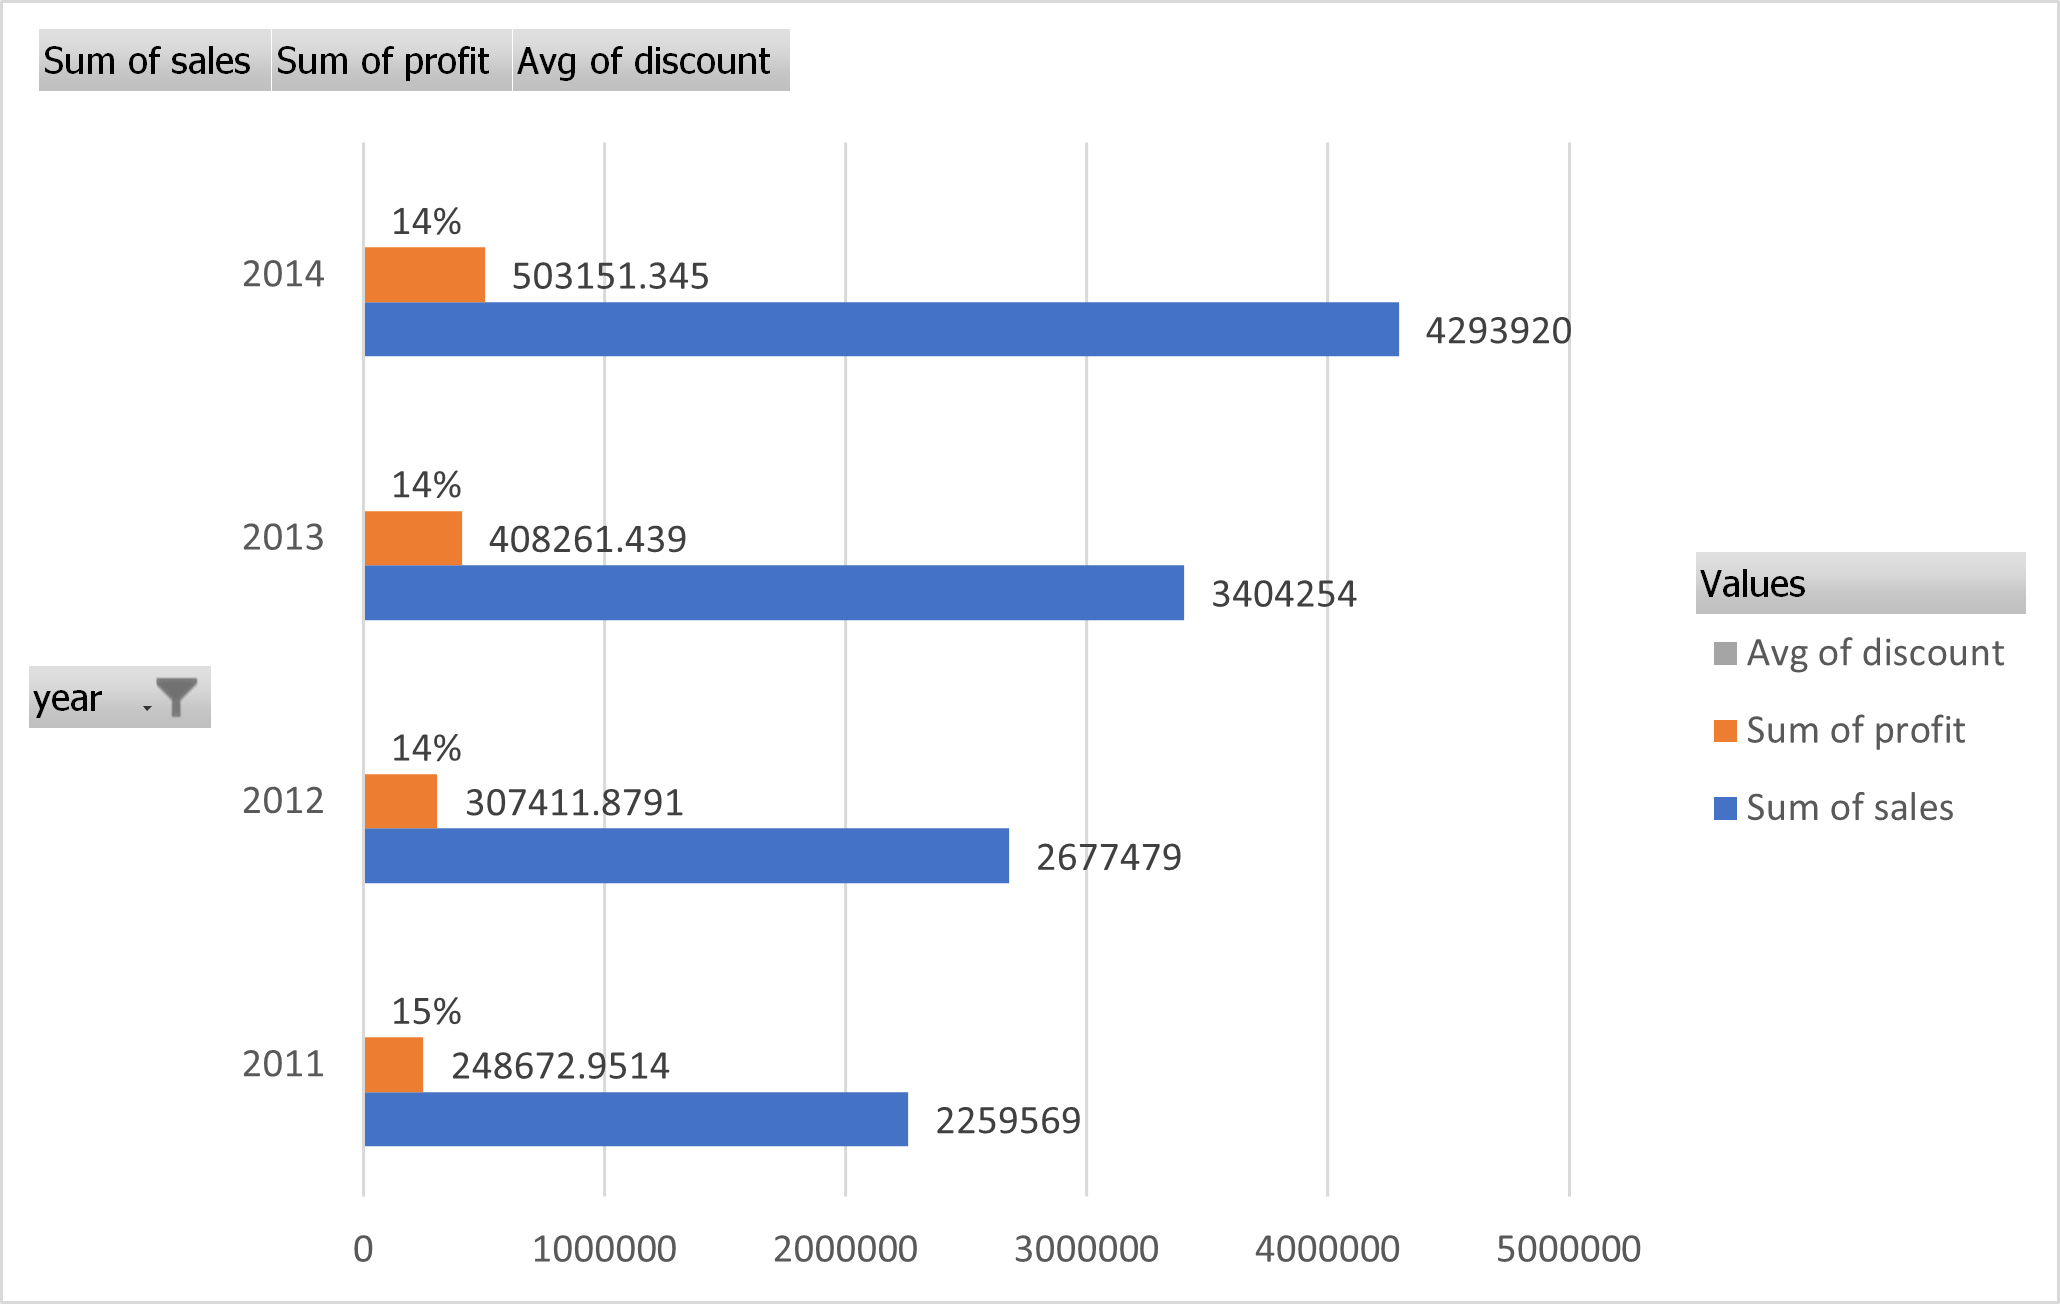 Sum of sales Sum of profit Avg of discount
14%
2014
503151.345
4293920
14%
2013
408261.439
3404254
Values
Avg of discount
year
Sum of profit
14%
2012
307411.8791
Sum of sales
2677479
15%
2011
248672.9514
2259569
0 1000000 2000000 3000000 4000000 5000000